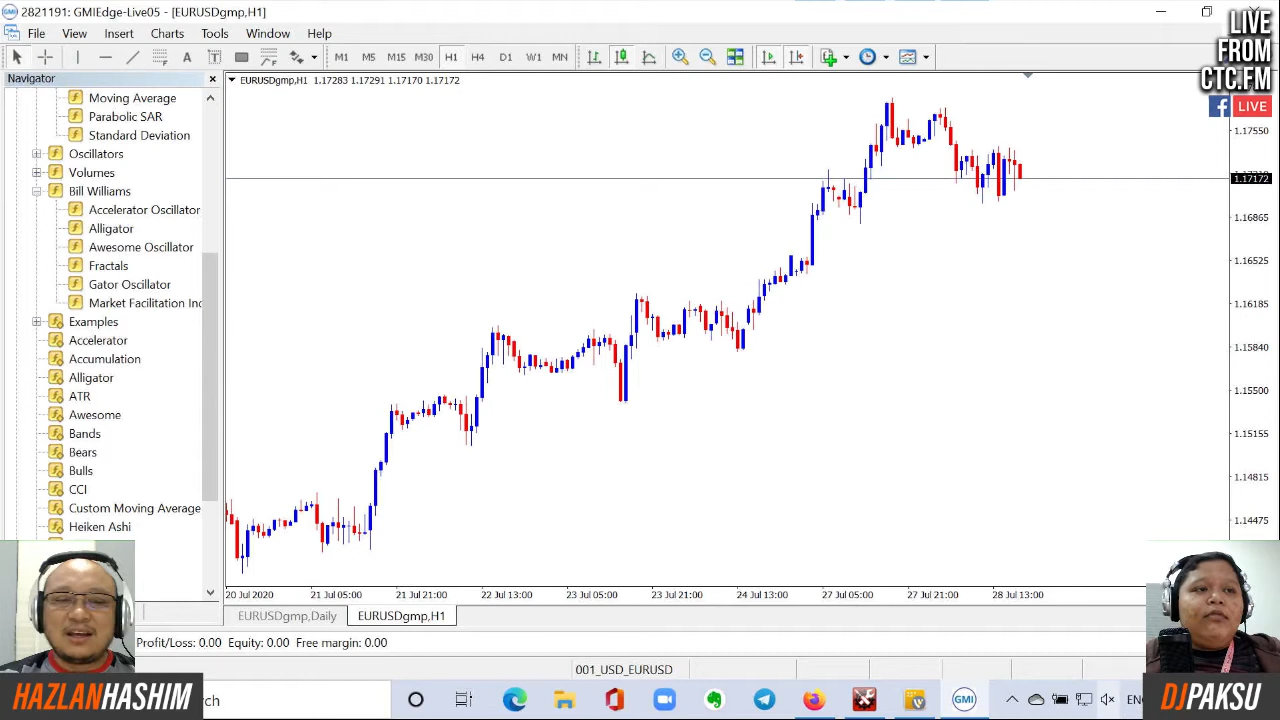 2821191: GMIEdge-Live05 - [EURUSDgmp,H1]
File View Insert Charts Tools Window Help
LIVE
FROM
CTC.FM
LIVE
M1 M5 M15 M30 H1 H4 D1 W1 MN
Navigator
Moving Average
Parabolic SAR
Standard Deviation
Oscillators
Volumes
Bill Williams
Accelerator Oscillator
Alligator
Awesome Oscillator
Fractals
Gator Oscillator
Market Facilitation Ind
Examples
Accelerator
Accumulation
Alligator
ATR
Awesome
Bands
Bears
Bulls
CCI
Custom Moving Average
Heiken Ashi
EURUSDgmp,H1 1.17283 1.17291 1.17170 1.17172
1.17550
1.17172
1.16865
1.16525
1.16185
1.15840
1.15500
1.15155
1.14815
1.14475
20 Jul 2020 21 Jul 05:00 21 Jul 21:00 22 Jul 13:00 23 Jul 05:00 23 Jul 21:00 24 Jul 13:00 27 Jul 05:00 27 Jul 21:00 28 Jul 13:00
EURUSDgmp,Daily EURUSDgmp,H1
Profit/Loss: 0.00 Equity: 0.00 Free margin: 0.00
001_USD_EURUSD
HAZLANHASHIM
rch
GMI
DJPAKSU